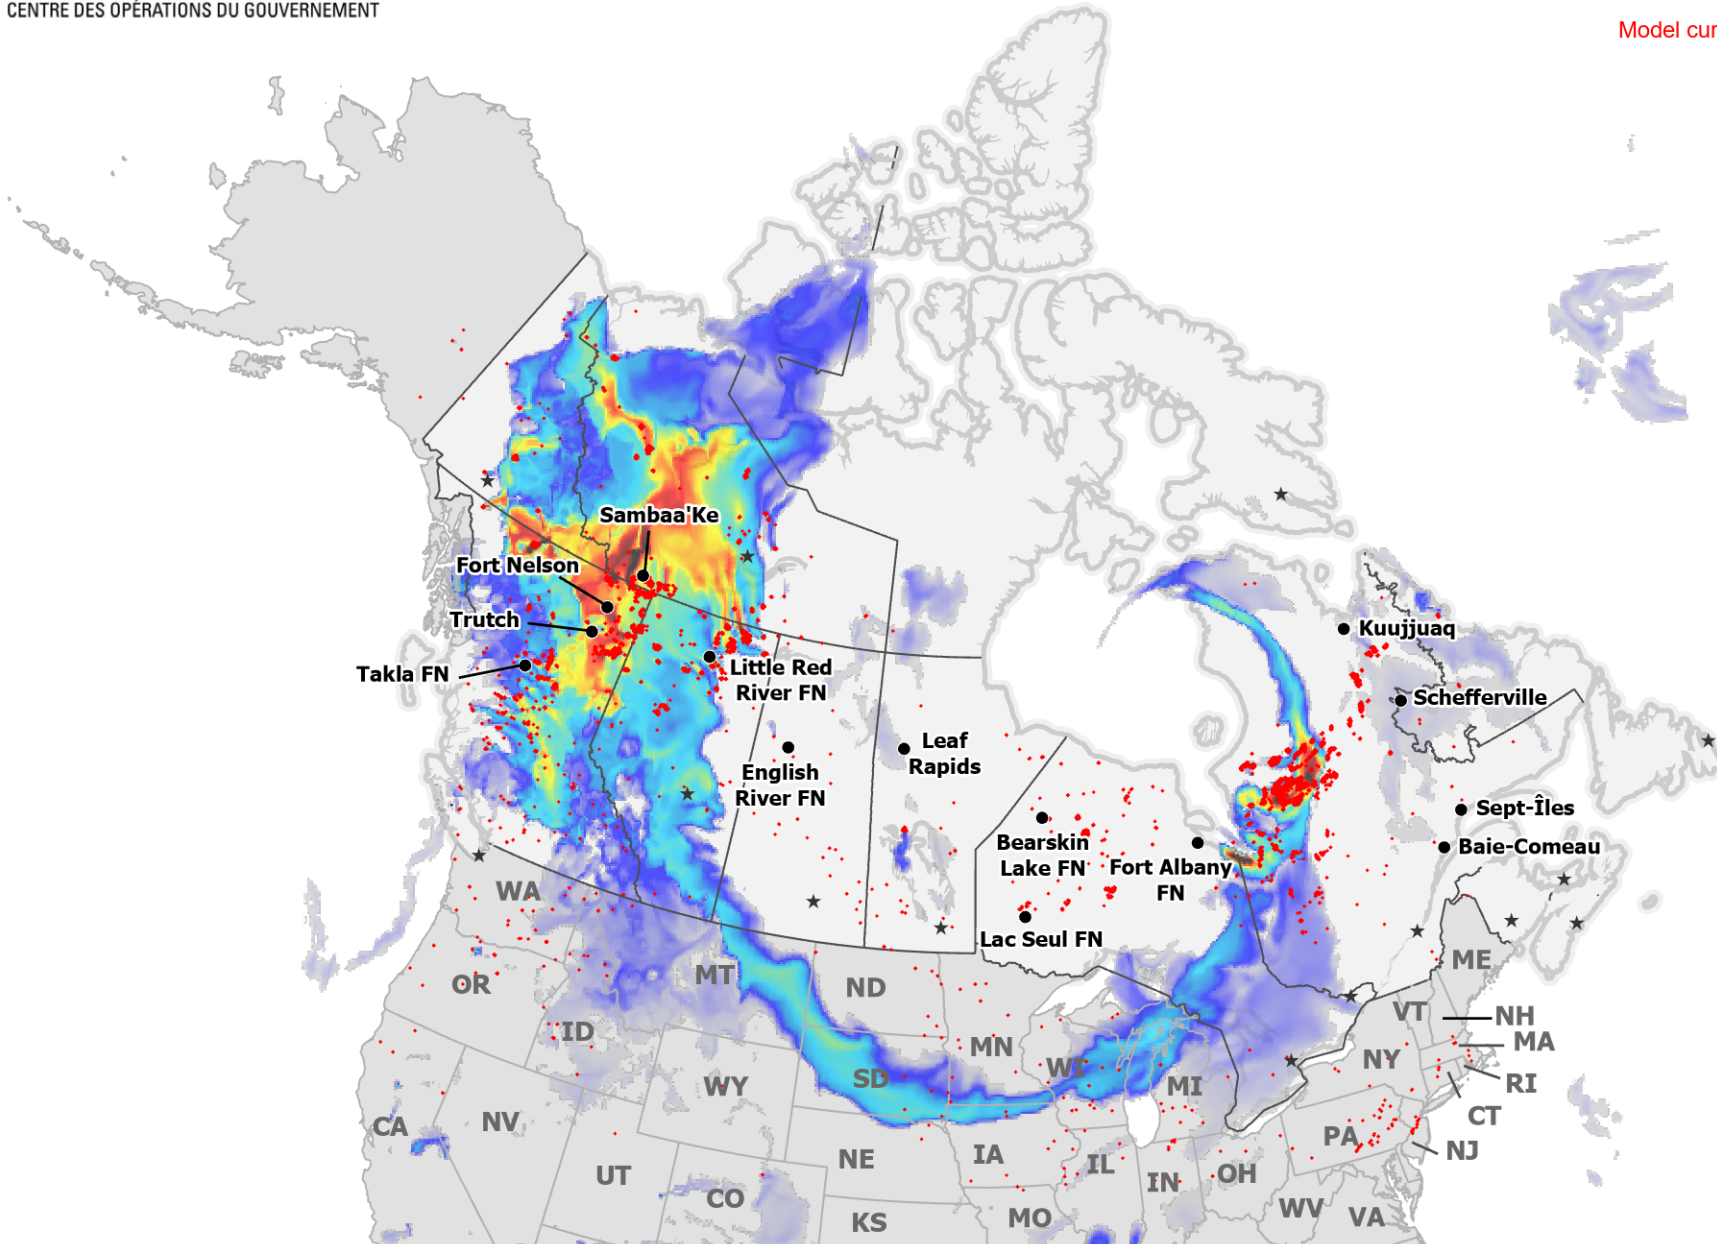 CENTRE DES OPÉRATIONS DU GOUVERNEMENT
Model cur
Sambaa'Ke
Fort Nelson
Trutch
Takla FN
Little Red
River FN
English
River FN
Leaf
Rapids
Bearskin
Lake FN
Fort Albany
FN
Lac Seul FN
Kuujjuaq
Schefferville
Sept-Îles
Baie-Comeau
WA
OR
MT
ND
ID
MN
WI
SD
WY
MI
CA
NV
UT
NE
IA
IL
IN
OH
CO
KS
MO
WV
VA
PA
NY
VT
ME
NH
MA
RI
CT
NJ